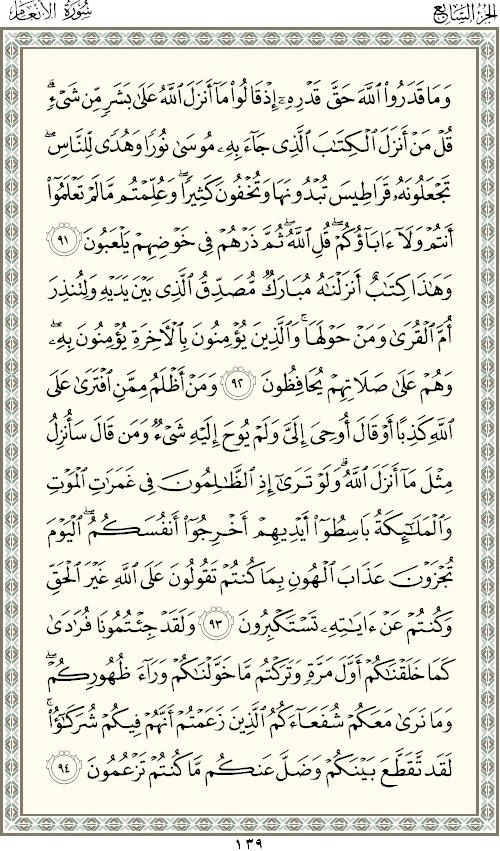 الجزء السابع سورة الأنعام
وَمَا قَدَرُوا۟ ٱللَّهَ حَقَّ قَدْرِهِۦٓ إِذْ قَالُوا۟ مَآ أَنزَلَ ٱللَّهُ عَلَىٰ بَشَرٍ مِّن شَىْءٍ ۗ
قُلْ مَنْ أَنزَلَ ٱلْكِتَٰبَ ٱلَّذِى جَآءَ بِهِۦ مُوسَىٰ نُورًا وَهُدًى لِّلنَّاسِ ۖ
تَجْعَلُونَهُۥ قَرَاطِيسَ تُبْدُونَهَا وَتُخْفُونَ كَثِيرًا ۖ وَعُلِّمْتُم مَّا لَمْ تَعْلَمُوٓا۟
أَنتُمْ وَلَآ ءَابَآؤُكُمْ ۖ قُلِ ٱللَّهُ ۖ ثُمَّ ذَرْهُمْ فِى خَوْضِهِمْ يَلْعَبُونَ ٩١
وَهَٰذَا كِتَٰبٌ أَنزَلْنَٰهُ مُبَارَكٌ مُّصَدِّقُ ٱلَّذِى بَيْنَ يَدَيْهِ وَلِتُنذِرَ
أُمَّ ٱلْقُرَىٰ وَمَنْ حَوْلَهَا ۚ وَٱلَّذِينَ يُؤْمِنُونَ بِٱلْءَاخِرَةِ يُؤْمِنُونَ بِهِۦ ۖ
وَهُمْ عَلَىٰ صَلَاتِهِمْ يُحَافِظُونَ ٩٢ وَمَنْ أَظْلَمُ مِمَّنِ ٱفْتَرَىٰ عَلَى
ٱللَّهِ كَذِبًا أَوْ قَالَ أُوحِىَ إِلَىَّ وَلَمْ يُوحَ إِلَيْهِ شَىْءٌ وَمَن قَالَ سَأُنزِلُ
مِثْلَ مَآ أَنزَلَ ٱللَّهُ ۗ وَلَوْ تَرَىٰٓ إِذِ ٱلظَّٰلِمُونَ فِى غَمَرَٰتِ ٱلْمَوْتِ
وَٱلْمَلَٰٓئِكَةُ بَاسِطُوٓا۟ أَيْدِيهِمْ أَخْرِجُوٓا۟ أَنفُسَكُمُ ۖ ٱلْيَوْمَ
تُجْزَوْنَ عَذَابَ ٱلْهُونِ بِمَا كُنتُمْ تَقُولُونَ عَلَى ٱللَّهِ غَيْرَ ٱلْحَقِّ
وَكُنتُمْ عَنْ ءَايَٰتِهِۦ تَسْتَكْبِرُونَ ٩٣ وَلَقَدْ جِئْتُمُونَا فُرَٰدَىٰ
كَمَا خَلَقْنَٰكُمْ أَوَّلَ مَرَّةٍ وَتَرَكْتُم مَّا خَوَّلْنَٰكُمْ وَرَآءَ ظُهُورِكُمْ ۖ
وَمَا نَرَىٰ مَعَكُمْ شُفَعَآءَكُمُ ٱلَّذِينَ زَعَمْتُمْ أَنَّهُمْ فِيكُمْ شُرَكَٰٓؤُا۟ ۚ
لَقَد تَّقَطَّعَ بَيْنَكُمْ وَضَلَّ عَنكُم مَّا كُنتُمْ تَزْعُمُونَ ٩٤
١٣٩